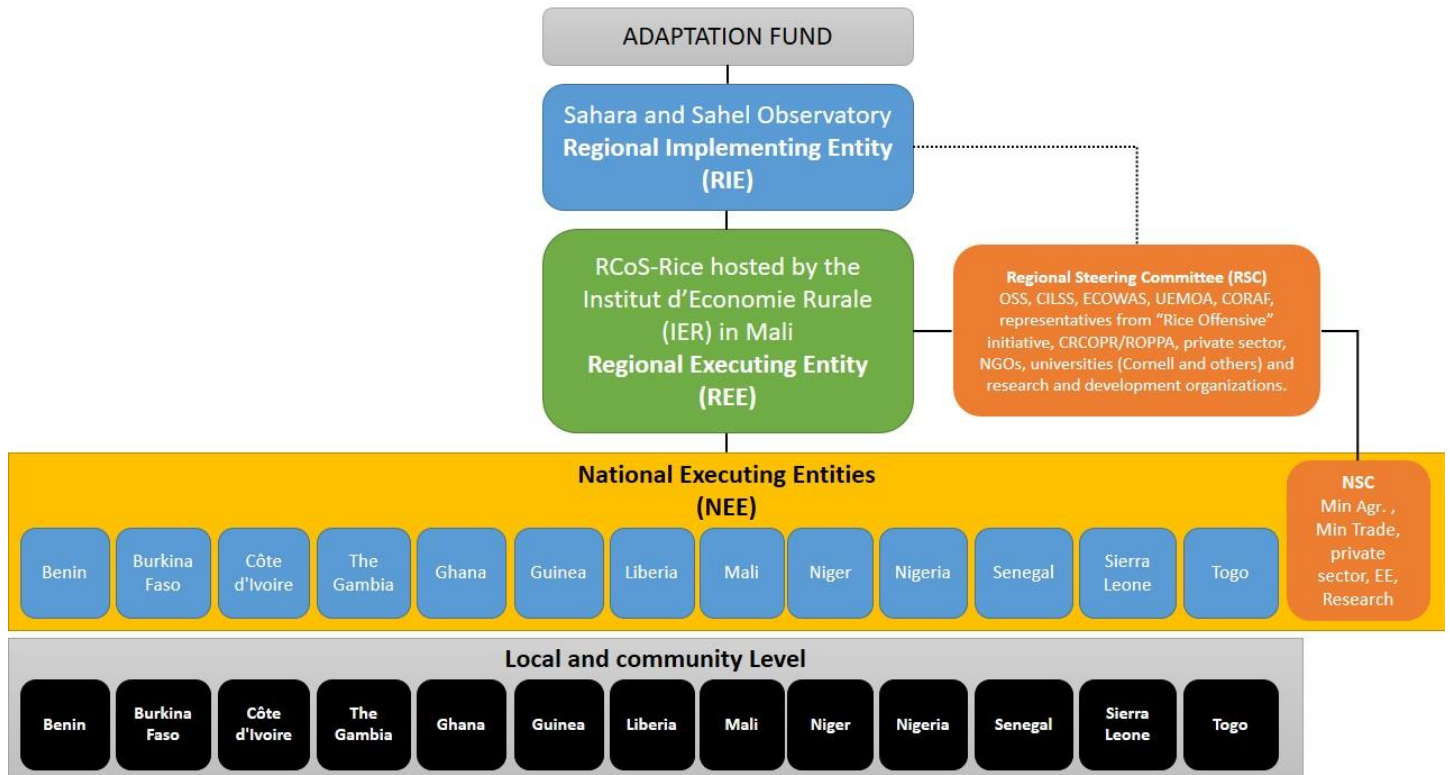 ADAPTATION FUND
Sahara and Sahel Observatory
Regional Implementing Entity
(RIE)
RCoS-Rice hosted by the
Institut d’Economie Rurale
(IER) in Mali
Regional Executing Entity
(REE)
Regional Steering Committee (RSC)
OSS, CILSS, ECOWAS, UEMOA, CORAF,
representatives from “Rice Offensive”
initiative, CRCOPR/ROPPA, private sector,
NGOs, universities (Cornell and others) and
research and development organizations.
National Executing Entities
(NEE)
Benin
Burkina
Faso
Côte
d'Ivoire
The
Gambia
Ghana
Guinea
Liberia
Mali
Niger
Nigeria
Senegal
Sierra
Leone
Togo
NSC
Min Agr. ,
Min Trade,
private
sector, EE,
Research
Local and community Level
Benin
Burkina
Faso
Côte
d'Ivoire
The
Gambia
Ghana
Guinea
Liberia
Mali
Niger
Nigeria
Senegal
Sierra
Leone
Togo